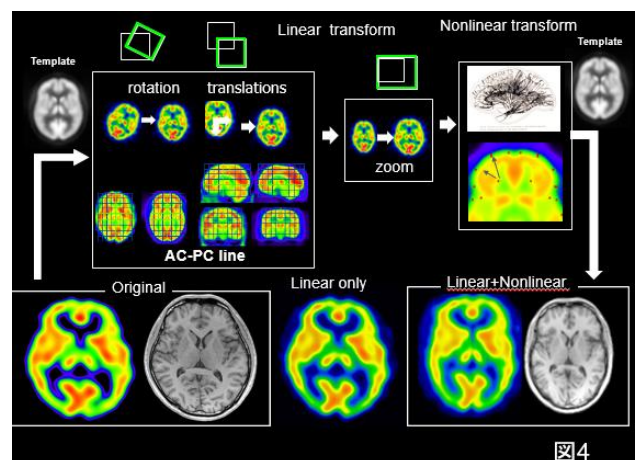 Linear transform
Nonlinear transform
Template
Template
rotation
translations
zoom
AC-PC line
Original
Linear only
Linear+Nonlinear
図4